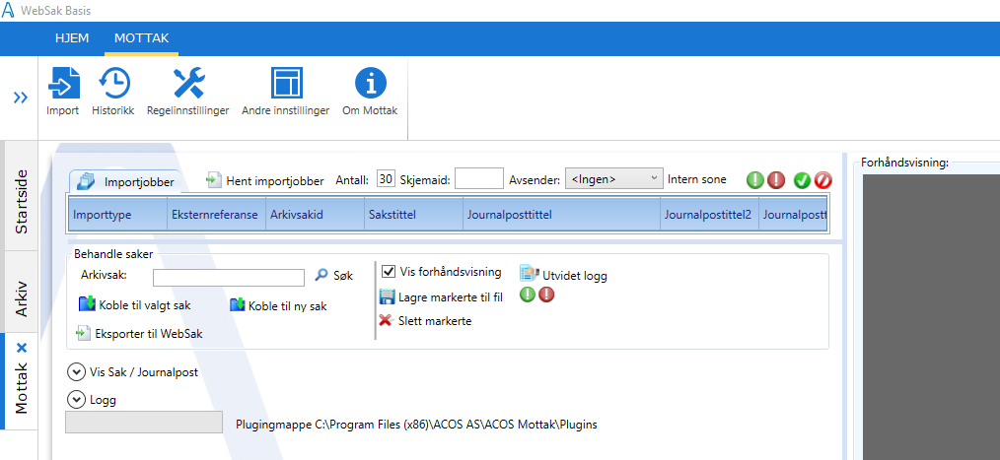 WebSak Basis
HJEM MOTTAK
Import Historikk Regelinnstillinger Andre innstillinger Om Mottak
Startside
Arkiv
Mottak
Importjobber Hent importjobber Antall: 30 Skjemaid: Avsender: <Ingen> Intern sone
Forhåndsvisning:
Importtype Eksternreferanse Arkivsakid Sakstittel Journalposttittel Journalpostittel2 Journalpostt
Behandle saker
Arkivsak: Søk
Koble til valgt sak Koble til ny sak
Eksporter til WebSak
Vis forhåndsvisning Utvidet logg
Lagre markerte til fil
Slett markerte
Vis Sak / Journalpost
Logg
Plugingmappe C:\Program Files (x86)\ACOS AS\ACOS Mottak\Plugins